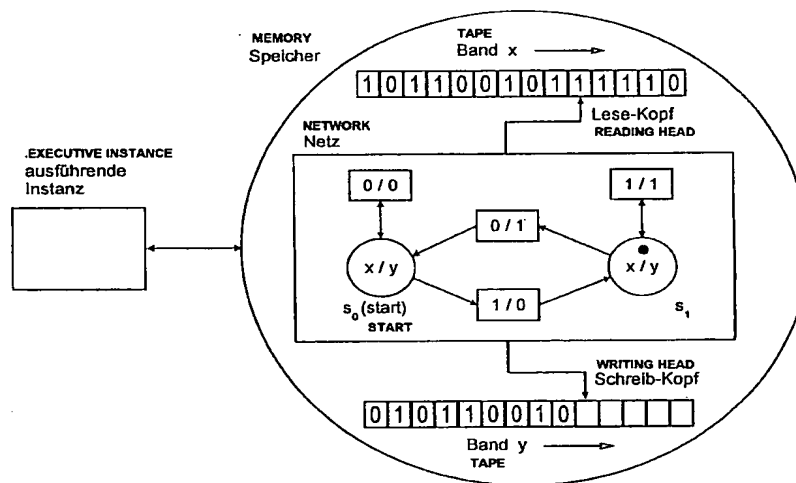 MEMORY
Speicher
TAPE
Band x
1 0 1 1 0 0 1 0 1 1 1 1 1 0
Lese-Kopf
READING HEAD
NETWORK
Netz
.EXECUTIVE INSTANCE
ausführende
Instanz
0 / 0
1 / 1
0 / 1
x / y
x / y
1 / 0
s0 (start)
START
s1
WRITING HEAD
Schreib-Kopf
0 1 0 1 1 0 0 1 0
Band y
TAPE